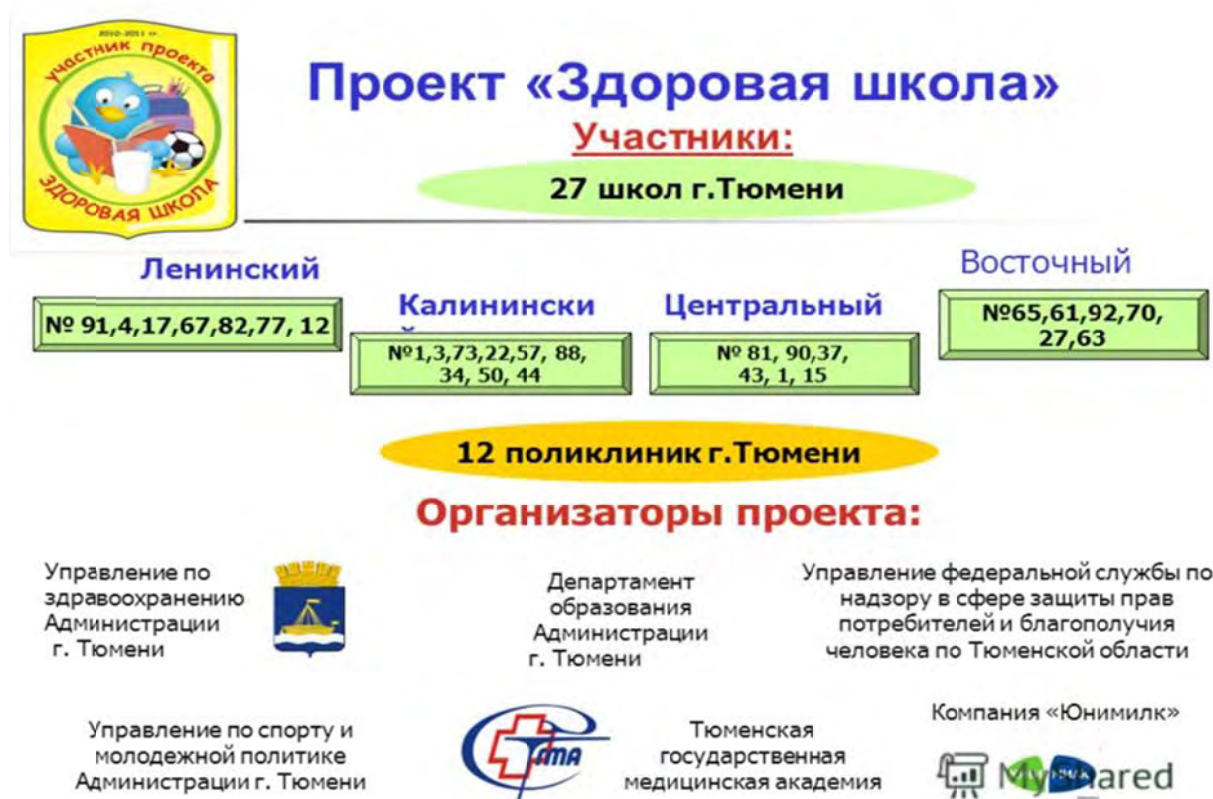 2010-2011 гг.
участник проекта
ЗДОРОВАЯ ШКОЛА
Проект «Здоровая школа»
Участники:
27 школ г.Тюмени
Ленинский
№ 91,4,17,67,82,77, 12
Калинински
й
№1,3,73,22,57, 88,
34, 50, 44
Центральный
№ 81, 90,37,
43, 1, 15
Восточный
№65,61,92,70,
27,63
12 поликлиник г.Тюмени
Организаторы проекта:
Управление по
здравоохранению
Администрации
г. Тюмени
Департамент
образования
Администрации
г. Тюмени
Управление федеральной службы по
надзору в сфере защиты прав
потребителей и благополучия
человека по Тюменской области
Управление по спорту и
молодежной политике
Администрации г. Тюмени
Тюменская
государственная
медицинская академия
Компания «Юнимилк»
MyShared